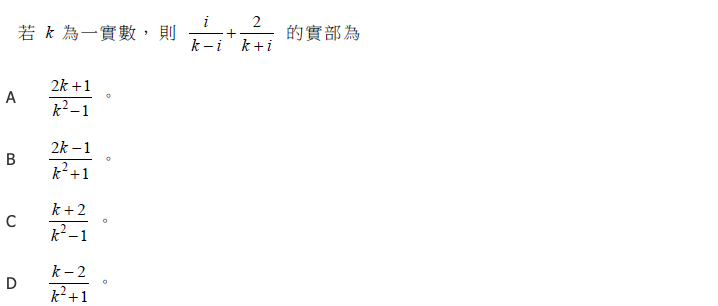 若 k 為一實數，則 \frac{i}{k-i}+\frac{2}{k+i} 的實部為
A \frac{2k+1}{k^2-1}。
B \frac{2k-1}{k^2+1}。
C \frac{k+2}{k^2-1}。
D \frac{k-2}{k^2+1}。